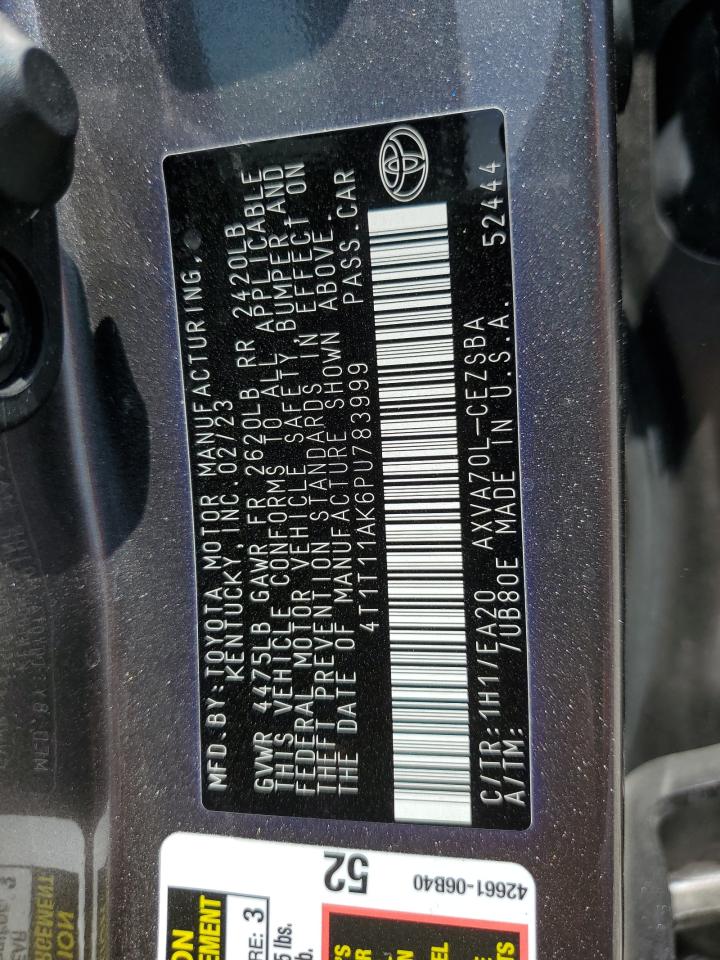 MFD. BY: TOYOTA MOTOR MANUFACTURING,
KENTUCKY, INC. 02/23
GVWR 4475LB GAWR FR 2620LB RR 2420LB
THIS VEHICLE CONFORMS TO ALL APPLICABLE
FEDERAL MOTOR VEHICLE SAFETY, BUMPER AND
THEFT PREVENTION STANDARDS IN EFFECT ON
THE DATE OF MANUFACTURE SHOWN ABOVE.
4T1T11AK6PU783999 PASS.CAR
C/TR: 1H1/EA20 AXVA70L-CEZSBA
A/TM: 7UB80E MADE IN U.S.A. 52444
52
42661-06B40
3
lbs.